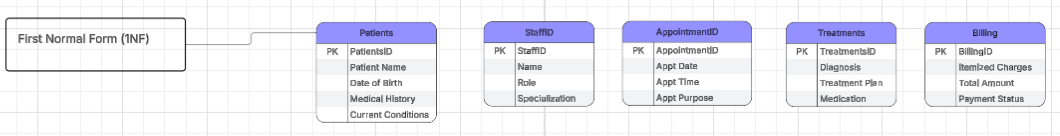 First Normal Form (1NF)
Patients
PK PatientsID
Patient Name
Date of Birth
Medical History
Current Conditions
StaffID
PK StaffID
Name
Role
Specialization
AppointmentID
PK AppointmentID
Appt Date
Appt Time
Appt Purpose
Treatments
PK TreatmentsID
Diagnosis
Treatment Plan
Medication
Billing
PK BillingID
Itemized Charges
Total Amount
Payment Status